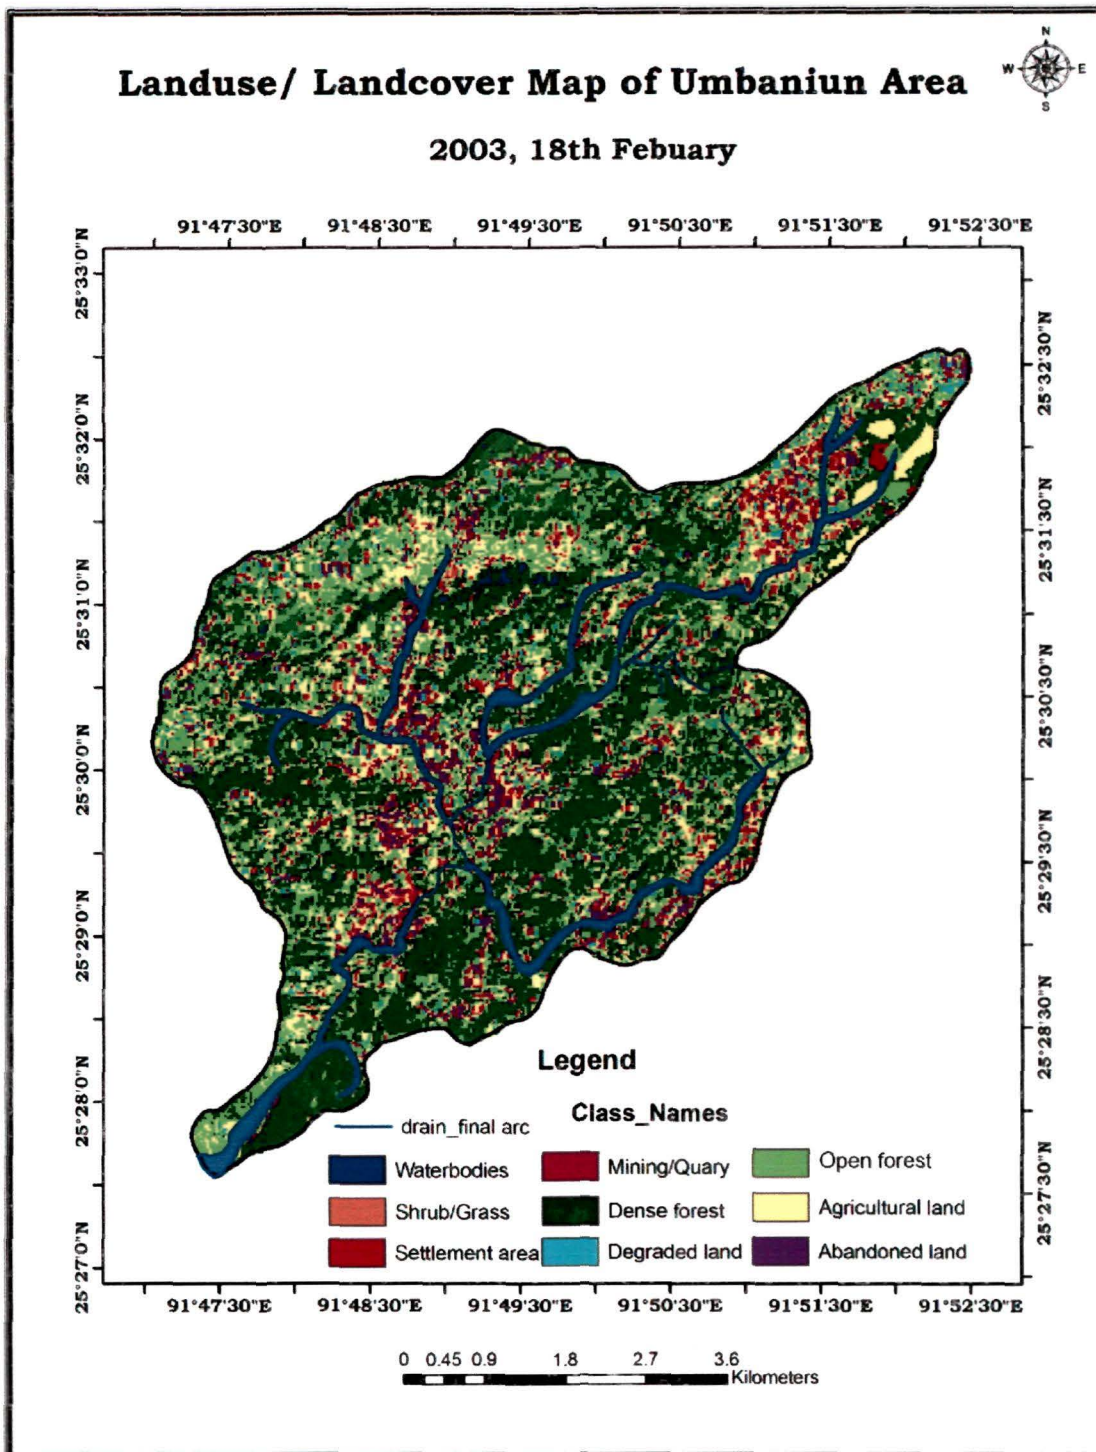 N
W E
S
Landuse/ Landcover Map of Umbaniun Area
2003, 18th Febuary
91°47'30"E 91°48'30"E 91°49'30"E 91°50'30"E 91°51'30"E 91°52'30"E
25°33'0"N
25°32'30"N
25°32'0"N
25°31'30"N
25°31'0"N
25°30'30"N
25°30'0"N
25°29'30"N
25°29'0"N
25°28'30"N
25°28'0"N
25°27'30"N
25°27'0"N
Legend
drain_final arc
Class_Names
Waterbodies Mining/Quary Open forest
Shrub/Grass Dense forest Agricultural land
Settlement area Degraded land Abandoned land
91°47'30"E 91°48'30"E 91°49'30"E 91°50'30"E 91°51'30"E 91°52'30"E
0 0.45 0.9 1.8 2.7 3.6
Kilometers